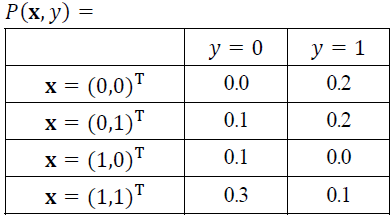 P(𝐱, y) =
y = 0 y = 1
𝐱 = (0,0)ᵀ 0.0 0.2
𝐱 = (0,1)ᵀ 0.1 0.2
𝐱 = (1,0)ᵀ 0.1 0.0
𝐱 = (1,1)ᵀ 0.3 0.1